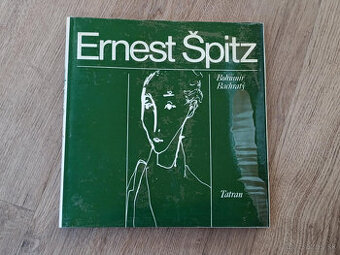 Ernest Špitz
Bohumír
Bachratý
Tatran